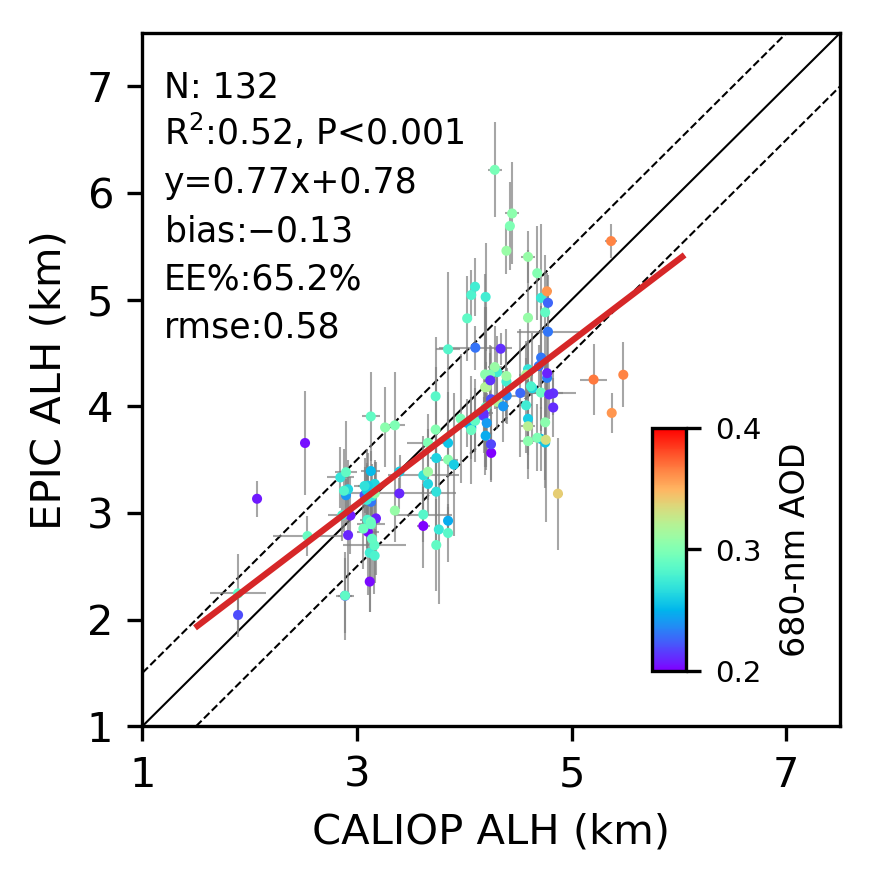 N: 132
R²:0.52, P<0.001
y=0.77x+0.78
bias:−0.13
EE%:65.2%
rmse:0.58
7
6
5
4
3
2
1
EPIC ALH (km)
1 3 5 7
CALIOP ALH (km)
0.4
0.3
0.2
680-nm AOD